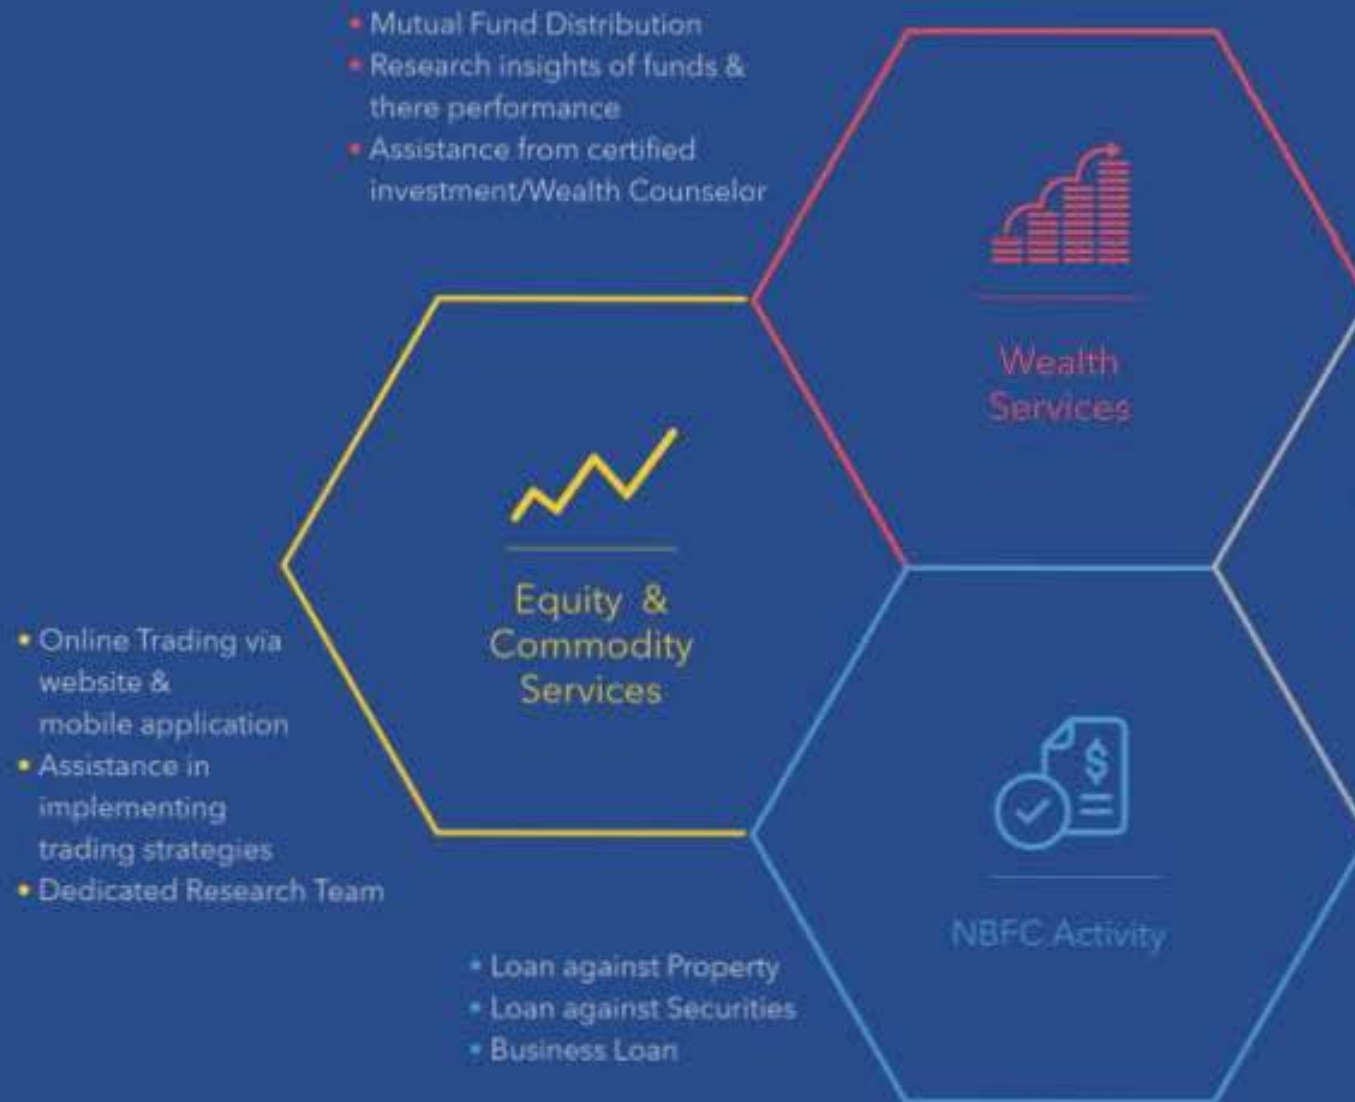 • Mutual Fund Distribution
• Research insights of funds &
there performance
• Assistance from certified
investment/Wealth Counselor
Wealth
Services
Equity &
Commodity
Services
• Online Trading via
website &
mobile application
• Assistance in
implementing
trading strategies
• Dedicated Research Team
$
NBFC Activity
• Loan against Property
• Loan against Securities
• Business Loan